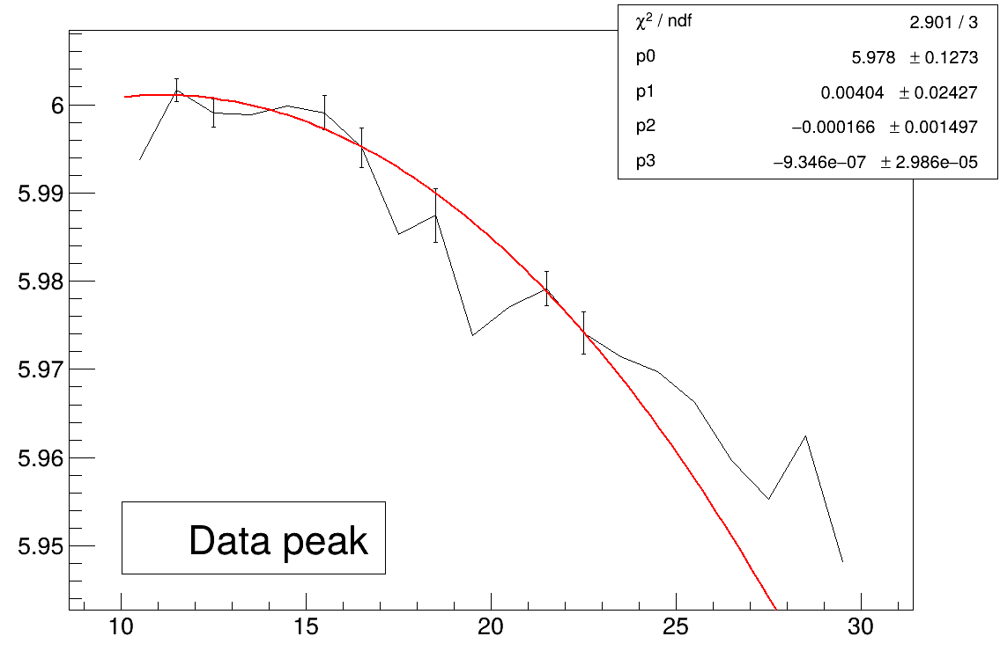 χ² / ndf 2.901 / 3
p0 5.978 ± 0.1273
p1 0.00404 ± 0.02427
p2 −0.000166 ± 0.001497
p3 −9.346e−07 ± 2.986e−05
6
5.99
5.98
5.97
5.96
5.95
Data peak
10 15 20 25 30